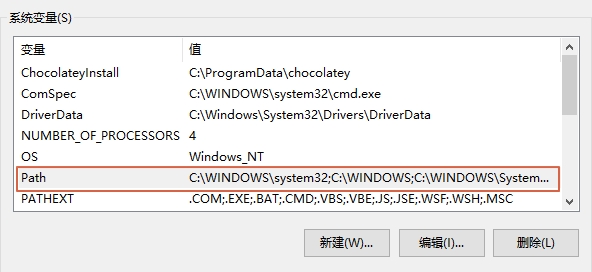 系统变量(S)
变量 值
ChocolateyInstall C:\ProgramData\chocolatey
ComSpec C:\WINDOWS\system32\cmd.exe
DriverData C:\Windows\System32\Drivers\DriverData
NUMBER_OF_PROCESSORS 4
OS Windows_NT
Path C:\WINDOWS\system32;C:\WINDOWS;C:\WINDOWS\System...
PATHEXT .COM;.EXE;.BAT;.CMD;.VBS;.VBE;.JS;.JSE;.WSF;.WSH;.MSC
新建(W)... 编辑(I)... 删除(L)